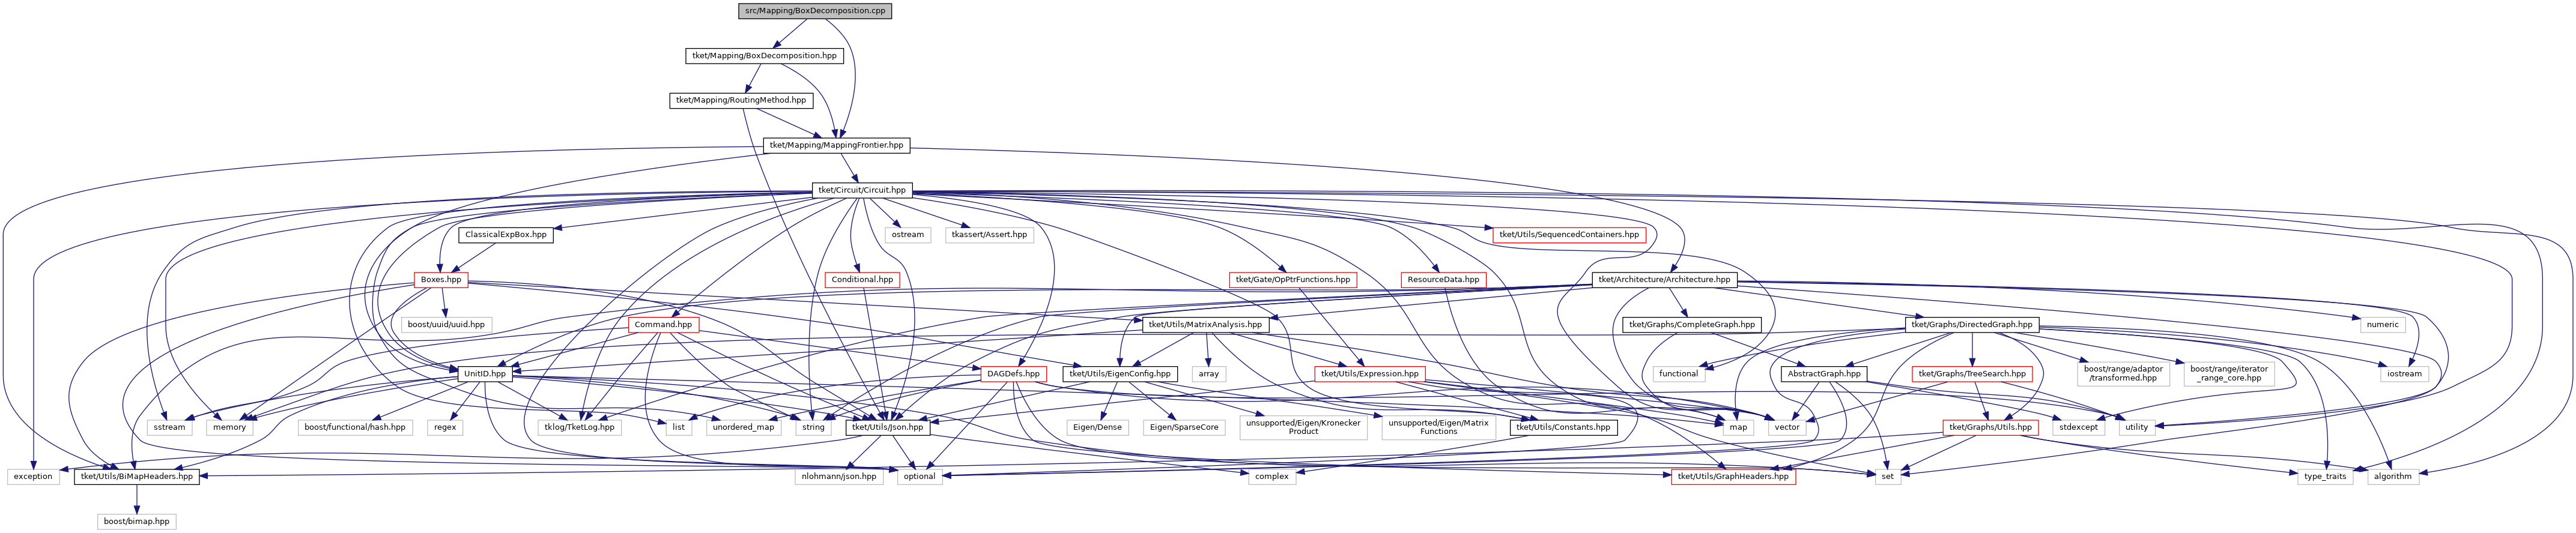 src/Mapping/BoxDecomposition.cpp
tket/Mapping/BoxDecomposition.hpp
tket/Mapping/RoutingMethod.hpp
tket/Mapping/MappingFrontier.hpp
tket/Circuit/Circuit.hpp
ClassicalExpBox.hpp
ostream
tkassert/Assert.hpp
tket/Utils/SequencedContainers.hpp
Boxes.hpp
Conditional.hpp
tket/Gate/OpPtrFunctions.hpp
ResourceData.hpp
tket/Architecture/Architecture.hpp
boost/uuid/uuid.hpp
Command.hpp
tket/Utils/MatrixAnalysis.hpp
tket/Graphs/CompleteGraph.hpp
tket/Graphs/DirectedGraph.hpp
numeric
UnitID.hpp
DAGDefs.hpp
tket/Utils/EigenConfig.hpp
array
tket/Utils/Expression.hpp
functional
AbstractGraph.hpp
tket/Graphs/TreeSearch.hpp
boost/range/adaptor
/transformed.hpp
boost/range/iterator
_range_core.hpp
iostream
sstream
memory
boost/functional/hash.hpp
regex
tklog/TketLog.hpp
list
unordered_map
string
tket/Utils/Json.hpp
Eigen/Dense
Eigen/SparseCore
unsupported/Eigen/Kronecker
Product
unsupported/Eigen/Matrix
Functions
tket/Utils/Constants.hpp
map
vector
tket/Graphs/Utils.hpp
stdexcept
utility
exception
tket/Utils/BiMapHeaders.hpp
nlohmann/json.hpp
optional
complex
tket/Utils/GraphHeaders.hpp
set
type_traits
algorithm
boost/bimap.hpp